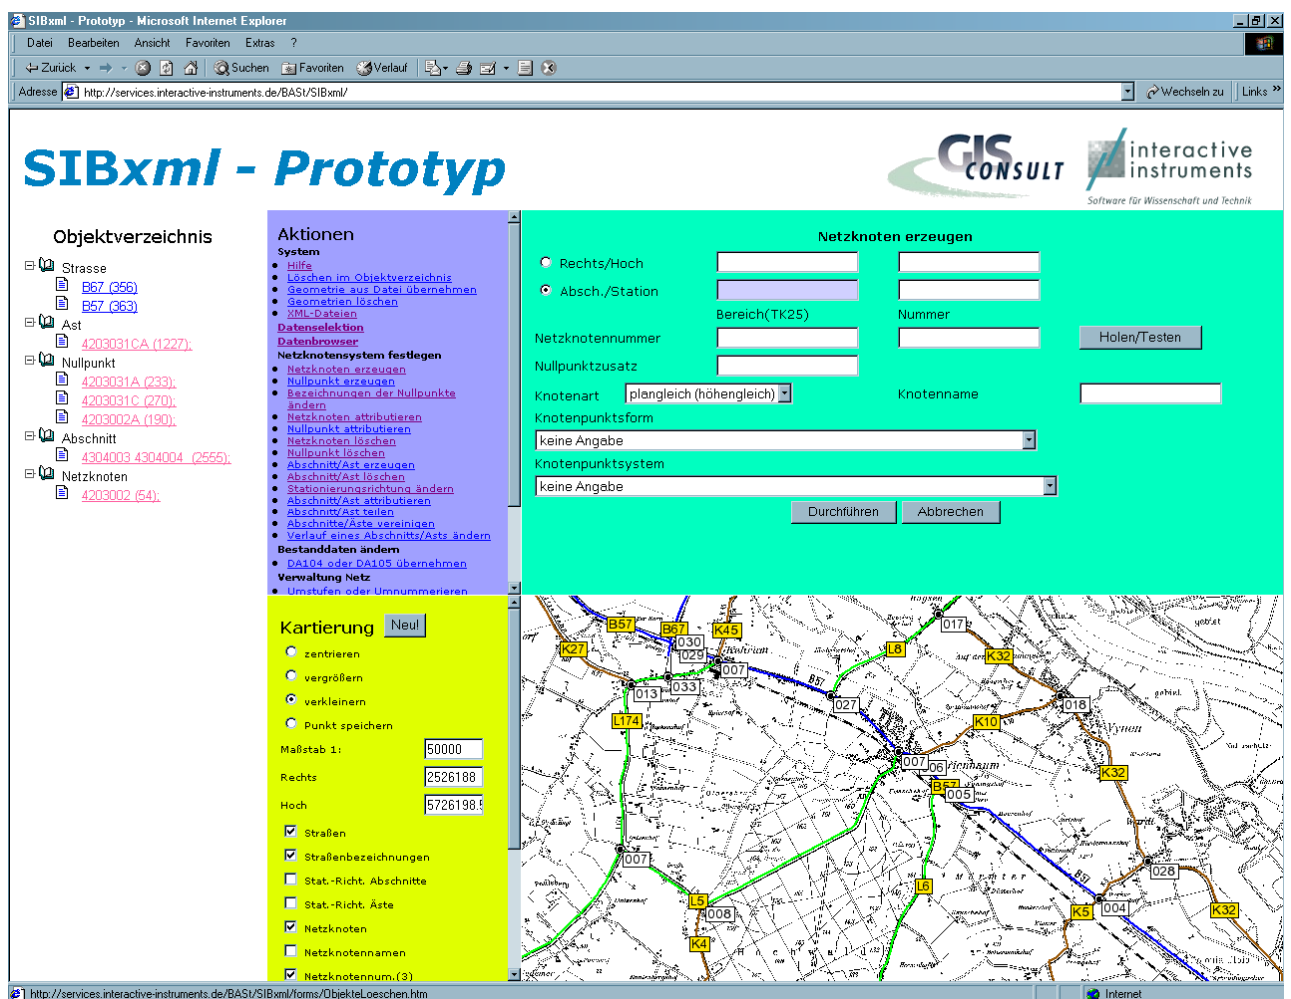 SIBxml - Prototyp - Microsoft Internet Explorer
Datei Bearbeiten Ansicht Favoriten Extras ?
Zurück Suchen Favoriten Verlauf
Adresse http://services.interactive-instruments.de/BASt/SIBxml/ Wechseln zu Links »
SIBxml - Prototyp
GIS CONSULT
interactive instruments
Software für Wissenschaft und Technik
Objektverzeichnis
Strasse
B67 (356)
B57 (363)
Ast
4203031CA (1227);
Nullpunkt
4203031A (233);
4203031C (270);
4203002A (190);
Abschnitt
4304003 4304004 (2555);
Netzknoten
4203002 (54);
Aktionen
System
Hilfe
Löschen im Objektverzeichnis
Geometrie aus Datei übernehmen
Geometrien löschen
XML-Dateien
Datenselektion
Datenbrowser
Netzknotensystem festlegen
Netzknoten erzeugen
Nullpunkt erzeugen
Bezeichnungen der Nullpunkte
ändern
Netzknoten attributieren
Nullpunkt attributieren
Netzknoten löschen
Nullpunkt löschen
Abschnitt/Ast erzeugen
Abschnitt/Ast löschen
Stationierungsrichtung ändern
Abschnitt/Ast attributieren
Abschnitt/Ast teilen
Abschnitte/Äste vereinigen
Verlauf eines Abschnitts/Asts ändern
Bestanddaten ändern
DA104 oder DA105 übernehmen
Verwaltung Netz
Umstufen oder Umnummerieren
Netzknoten erzeugen
Rechts/Hoch
Absch./Station
Bereich(TK25) Nummer
Netzknotennummer Holen/Testen
Nullpunktzusatz
Knotenart plangleich (höhengleich) Knotenname
Knotenpunktsform
keine Angabe
Knotenpunktsystem
keine Angabe
Durchführen Abbrechen
Kartierung Neu!
zentrieren
vergrößern
verkleinern
Punkt speichern
Maßstab 1: 50000
Rechts 2526188
Hoch 5726198.5
Straßen
Straßenbezeichnungen
Stat.-Richt. Abschnitte
Stat.-Richt. Äste
Netzknoten
Netzknotennamen
Netzknotennum.(3)
B57 B67 K45 017
030
K27 029 L8 K32
007
033
013 B57
027 018
L174 K10
Vynen
007 06
K32
B57
005
007 028
B57
L6
L5 004
008 K5 K32
K4
http://services.interactive-instruments.de/BASt/SIBxml/forms/ObjekteLoeschen.htm Internet